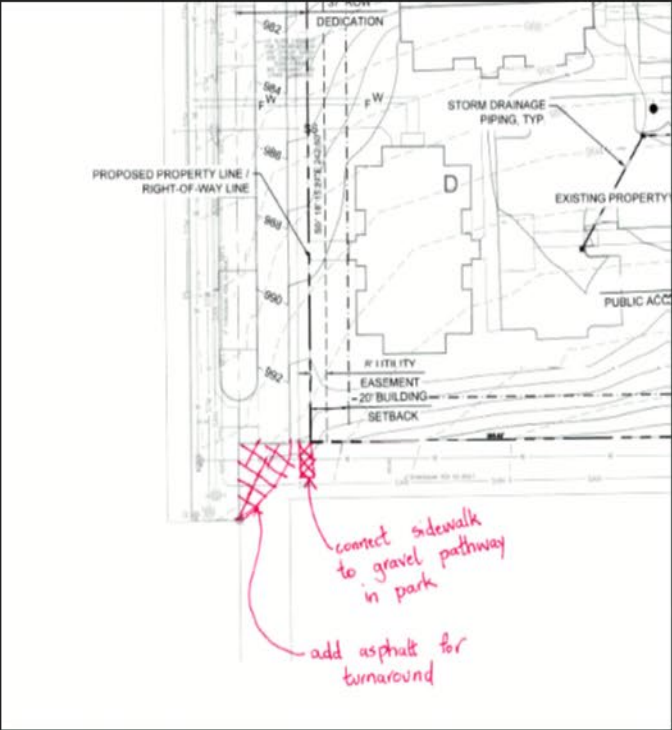 DEDICATION
982
984
F W
F W
STORM DRAINAGE
PIPING, TYP.
986
PROPOSED PROPERTY LINE /
RIGHT-OF-WAY LINE
D
EXISTING PROPERTY
988
990
PUBLIC ACC
992
8' UTILITY
EASEMENT
20' BUILDING
SETBACK
connect sidewalk
to gravel pathway
in park
add asphalt for
turnaround